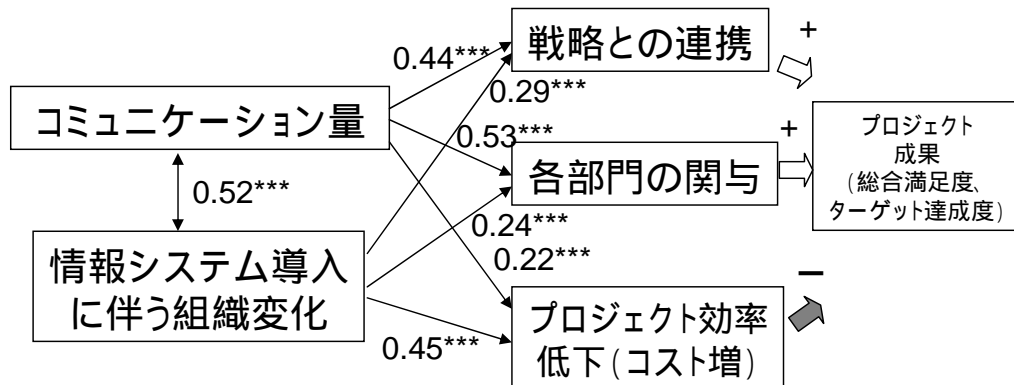 戦略との連携
+
0.44***
0.29***
コミュニケーション量
0.53***
各部門の関与
+
プロジェクト
成果
(総合満足度、
ターゲット達成度)
0.52***
0.24***
0.22***
情報システム導入
に伴う組織変化
0.45***
プロジェクト効率
低下(コスト増)
−